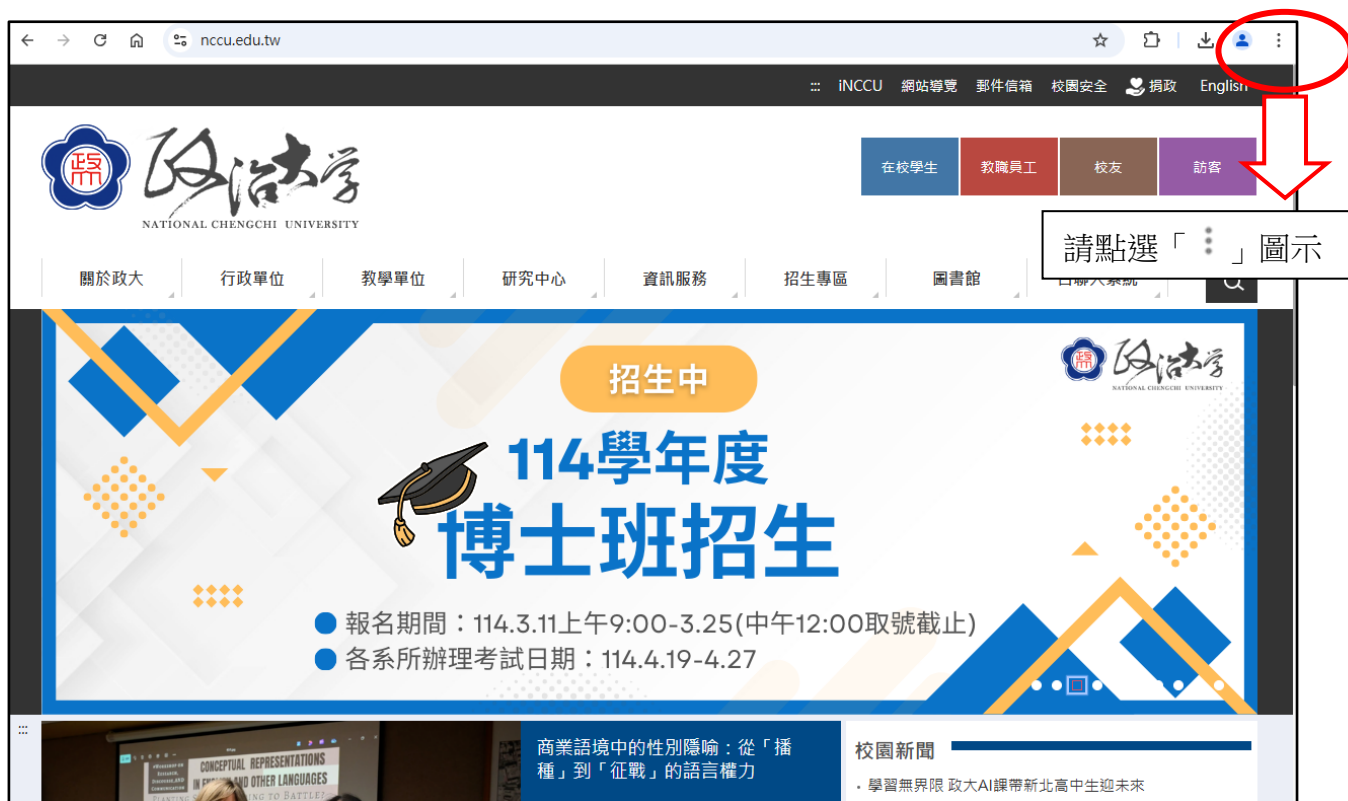 nccu.edu.tw
::: iNCCU 網站導覽 郵件信箱 校園安全 捐政 English
政治大学
NATIONAL CHENGCHI UNIVERSITY
在校學生 教職員工 校友 訪客
請點選「⋮」圖示
關於政大 行政單位 教學單位 研究中心 資訊服務 招生專區 圖書館
政治大学
NATIONAL CHENGCHI UNIVERSITY
招生中
114學年度
博士班招生
報名期間：114.3.11上午9:00-3.25(中午12:00取號截止)
各系所辦理考試日期：114.4.19-4.27
:::
CONCEPTUAL REPRESENTATIONS
AND OTHER LANGUAGES
商業語境中的性別隱喻：從「播
種」到「征戰」的語言權力
校園新聞
· 學習無界限 政大AI課帶新北高中生迎未來